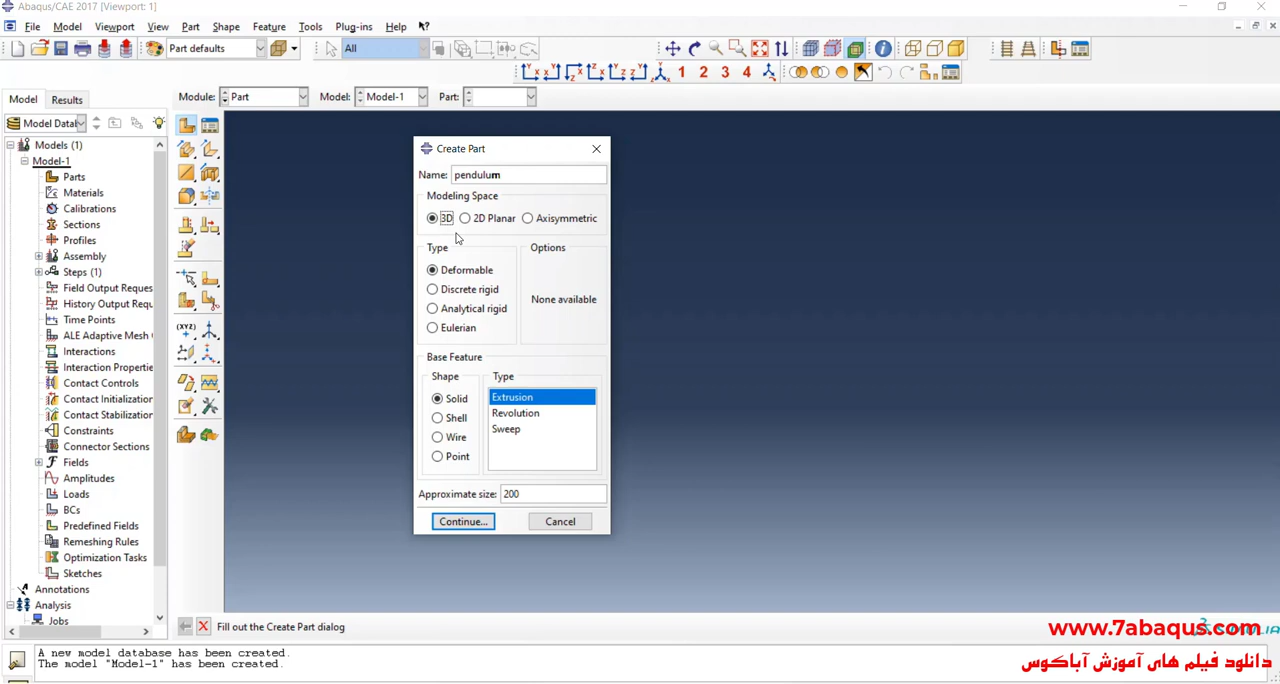 Abaqus/CAE 2017 [Viewport: 1]
File Model Viewport View Part Shape Feature Tools Plug-ins Help
Part defaults All
1 2 3 4
Model Results Module: Part Model: Model-1 Part:
Model Datal
Models (1)
Model-1
Parts
Materials
Calibrations
Sections
Profiles
Assembly
Steps (1)
Field Output Reques
History Output Requ
Time Points
ALE Adaptive Mesh
Interactions
Interaction Propertie
Contact Controls
Contact Initialization
Contact Stabilization
Constraints
Connector Sections
Fields
Amplitudes
Loads
BCs
Predefined Fields
Remeshing Rules
Optimization Tasks
Sketches
Annotations
Analysis
Jobs
Create Part
Name: pendulum
Modeling Space
3D 2D Planar Axisymmetric
Type
Deformable
Discrete rigid
Analytical rigid
Eulerian
Options
None available
Base Feature
Shape
Solid
Shell
Wire
Point
Type
Extrusion
Revolution
Sweep
Approximate size: 200
Continue... Cancel
Fill out the Create Part dialog
A new model database has been created.
The model "Model-1" has been created.
www.7abaqus.com
دانلود فیلم های آموزش آباکوس